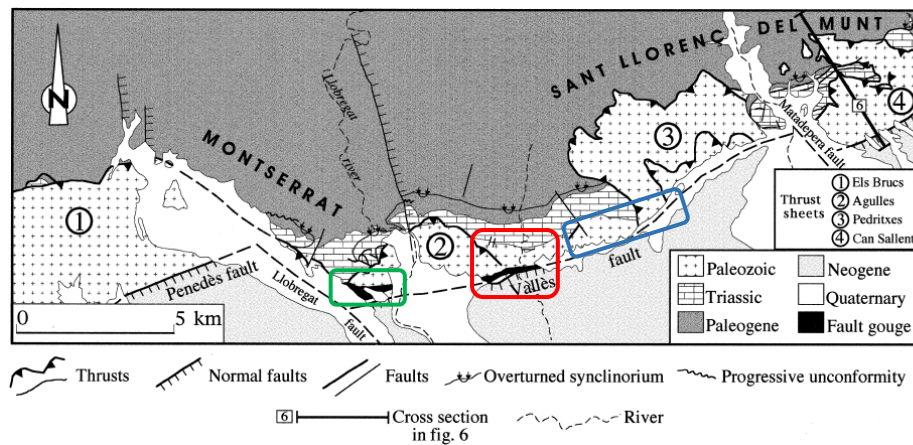 SANT LLORENÇ DEL MUNT
Llobregat
river
N
MONTSERRAT
Matadepera fault
6
4
3
1
2
Thrust
sheets
1 Els Brucs
2 Agulles
3 Pedritxes
4 Can Sallent
Penedès fault
Llobregat
fault
Vallès
fault
0 5 km
Paleozoic
Triassic
Paleogene
Neogene
Quaternary
Fault gouge
Thrusts
Normal faults
Faults
Overturned synclinorium
Progressive unconformity
6 Cross section
in fig. 6
River